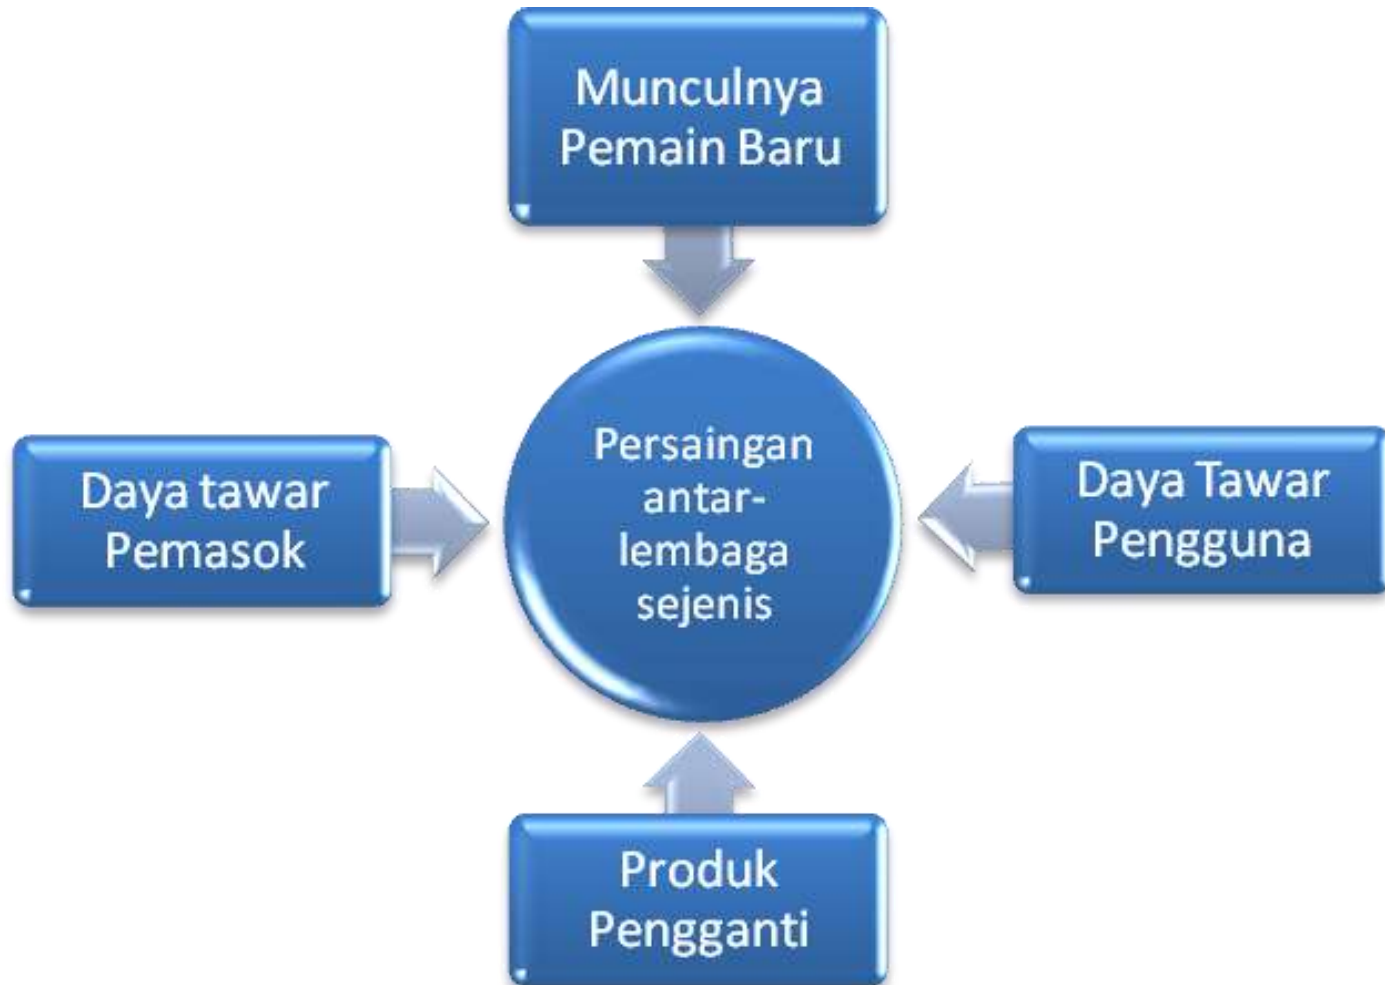 Munculnya
Pemain Baru
Persaingan
antar-
lembaga
sejenis
Daya tawar
Pemasok
Daya Tawar
Pengguna
Produk
Pengganti